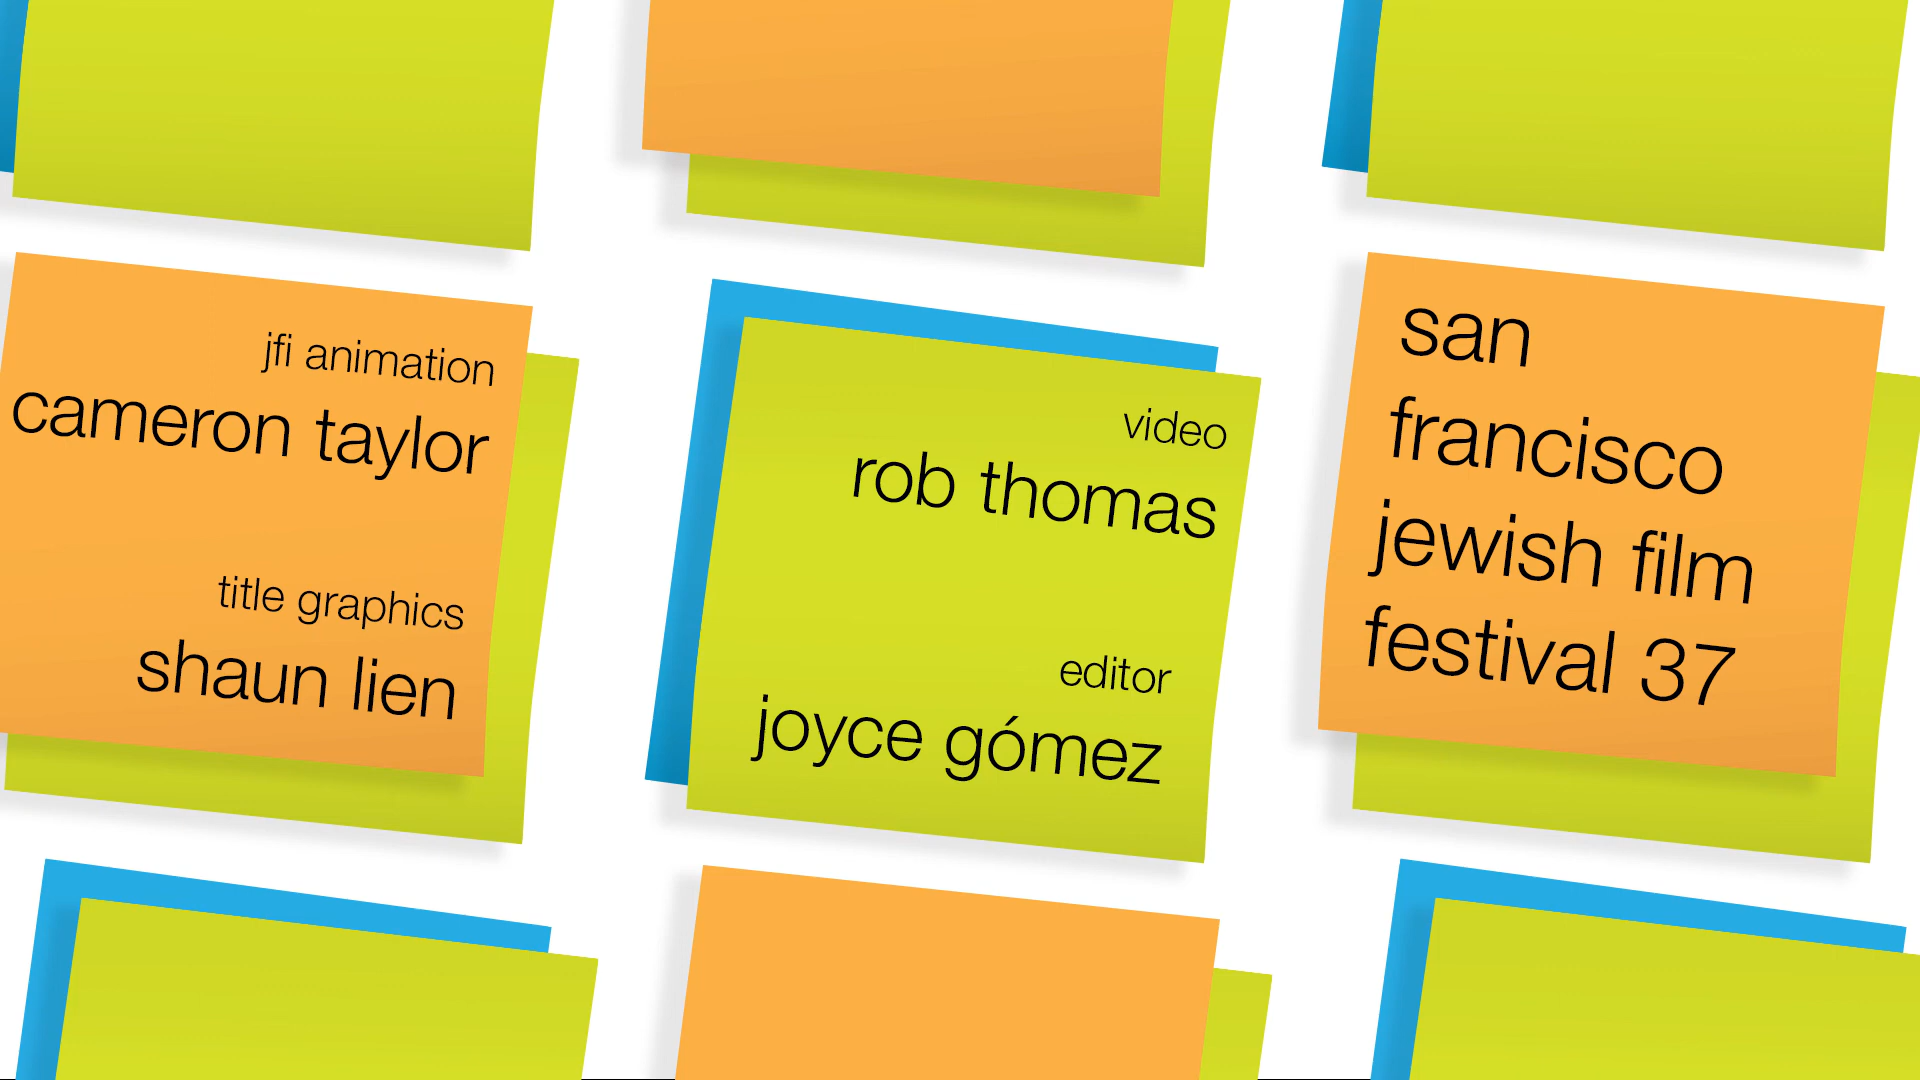 jfi animation
cameron taylor
title graphics
shaun lien
video
rob thomas
editor
joyce gómez
san
francisco
jewish film
festival 37